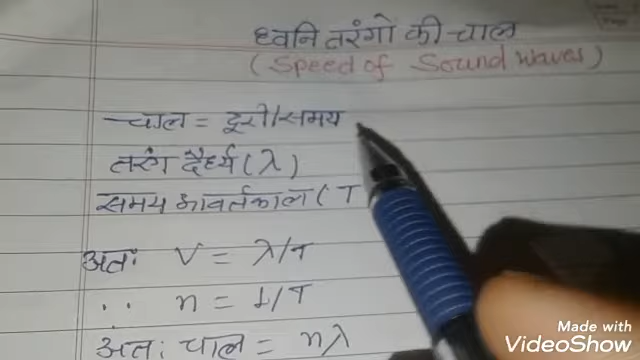 ध्वनि तरंगो की चाल
(Speed of Sound waves)
चाल = दूरी/समय
तरंग दैर्ध्य (λ)
समय आवर्तकाल (T
अतः V = λ/T
∵ n = 1/T
अतः चाल = nλ
Made with
VideoShow